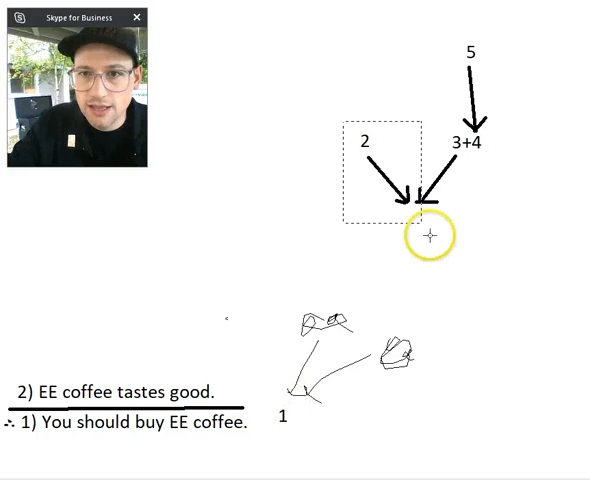 Skype for Business
5
2
3+4
2) EE coffee tastes good.
∴ 1) You should buy EE coffee.
1